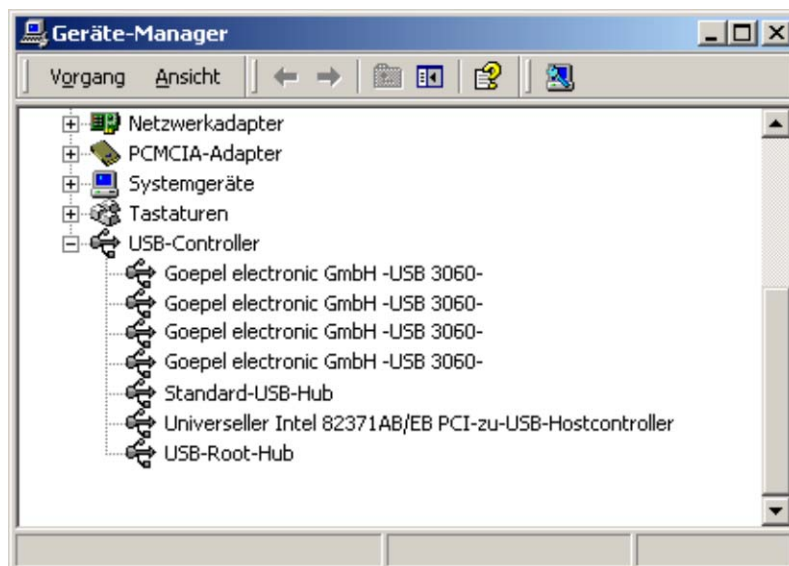 Geräte-Manager
Vorgang Ansicht
Netzwerkadapter
PCMCIA-Adapter
Systemgeräte
Tastaturen
USB-Controller
Goepel electronic GmbH -USB 3060-
Goepel electronic GmbH -USB 3060-
Goepel electronic GmbH -USB 3060-
Goepel electronic GmbH -USB 3060-
Standard-USB-Hub
Universeller Intel 82371AB/EB PCI-zu-USB-Hostcontroller
USB-Root-Hub